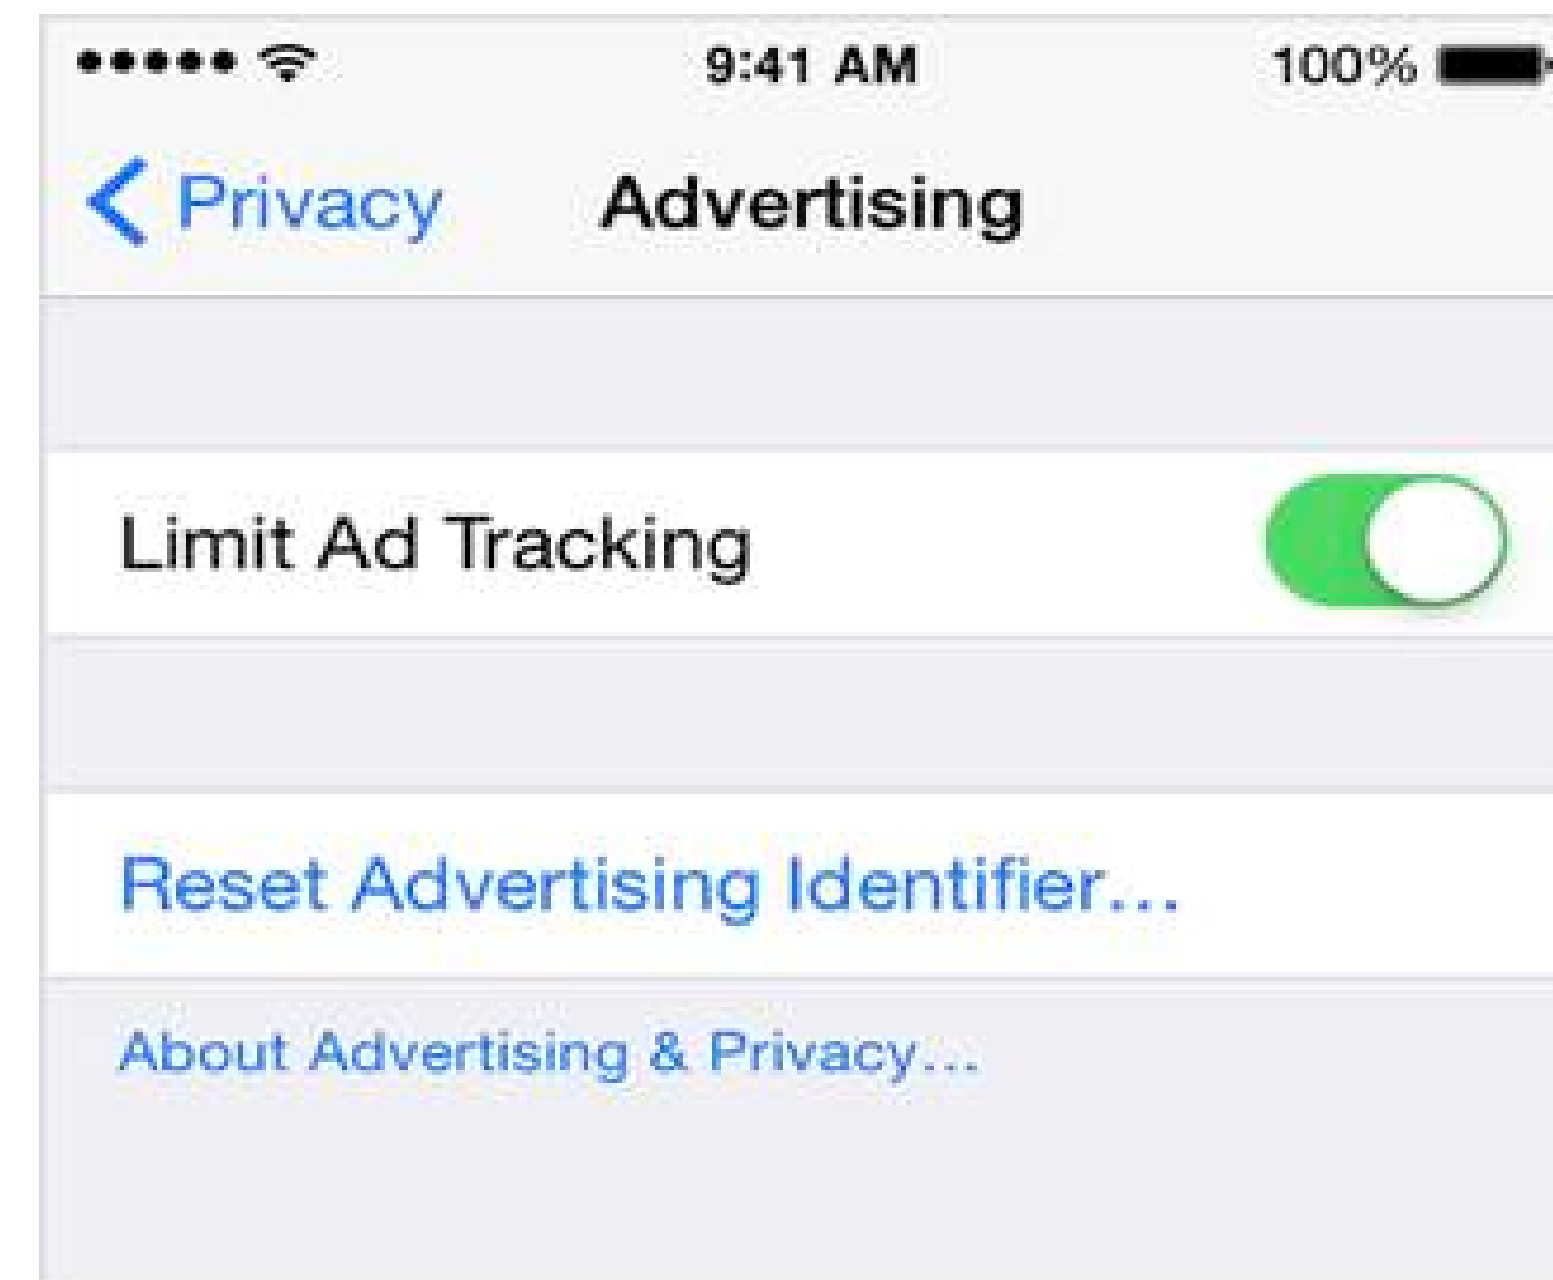 9:41 AM 100%
Privacy Advertising
Limit Ad Tracking
Reset Advertising Identifier...
About Advertising & Privacy...